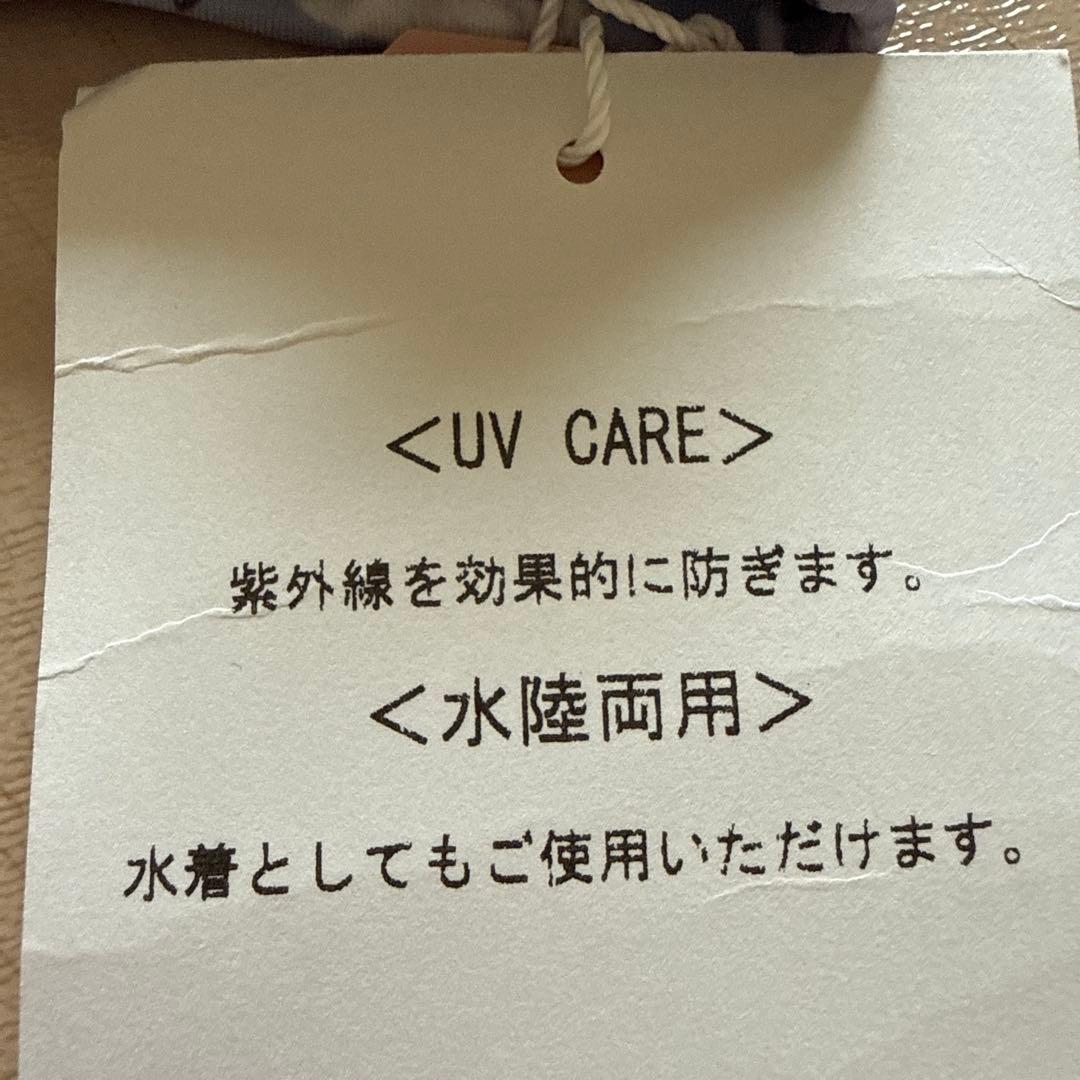 ＜UV CARE＞
紫外線を効果的に防ぎます。
＜水陸両用＞
水着としてもご使用いただけます。